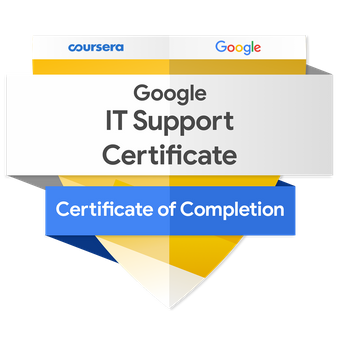 coursera Google
Google
IT Support
Certificate
Certificate of Completion